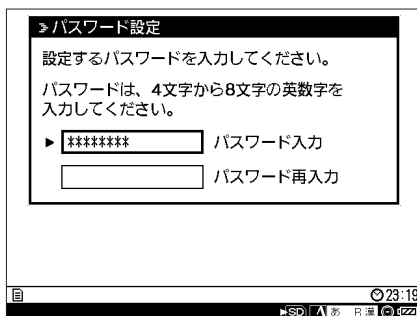 パスワード設定
設定するパスワードを入力してください。
パスワードは、4文字から8文字の英数字を
入力してください。
▶ ******** パスワード入力
パスワード再入力
23:19
SD あ R漢